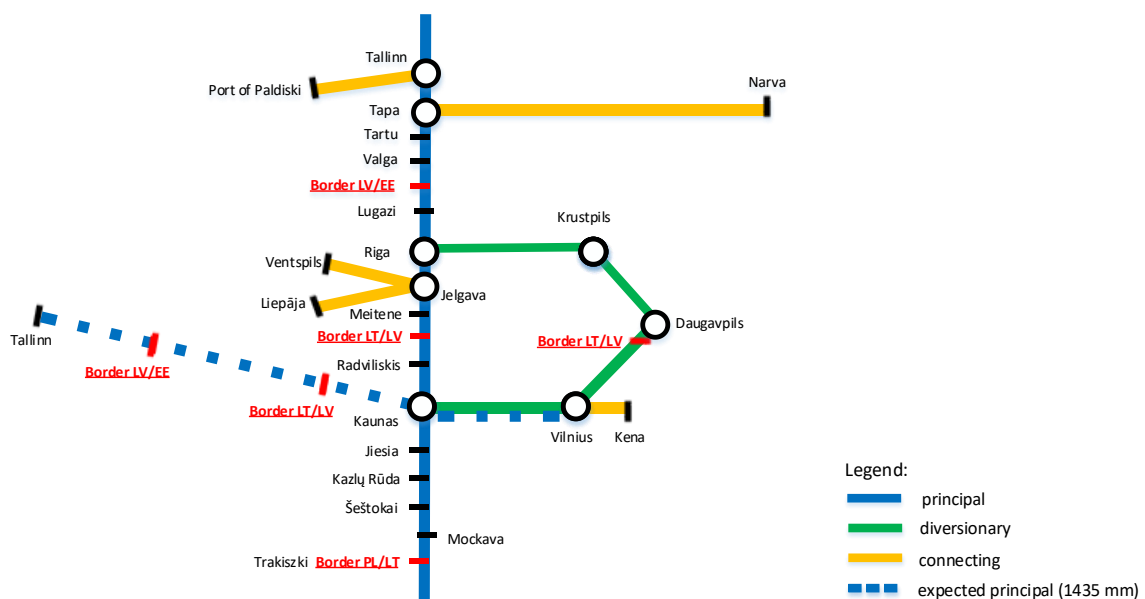 Tallinn
Port of Paldiski
Narva
Tapa
Tartu
Valga
Border LV/EE
Lugazi
Krustpils
Riga
Ventspils
Jelgava
Liepāja
Meitene
Daugavpils
Border LT/LV
Border LT/LV
Tallinn
Radviliskis
Border LV/EE
Border LT/LV
Kaunas
Vilnius
Kena
Jiesia
Kazlų Rūda
Šeštokai
Mockava
Trakiszki Border PL/LT
Legend:
principal
diversionary
connecting
expected principal (1435 mm)